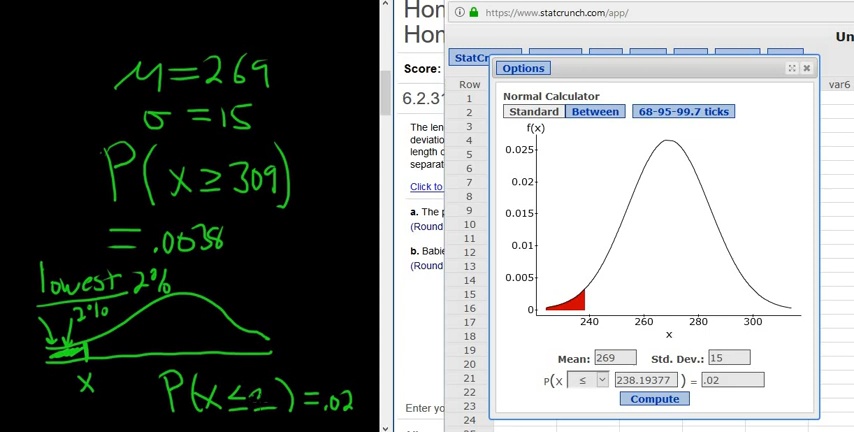 μ = 269
σ = 15
P(x ≥ 309)
= .0038
lowest 2%
2%
x
P(x ≤ _) = .02
Hon
Hon
Score:
6.2.31
The len
deviatio
length o
separat
Click to
a. The p
(Round
b. Babie
(Round
Enter yo
https://www.statcrunch.com/app/
Un
StatCr
Row
var6
1
2
3
4
5
6
7
8
9
10
11
12
13
14
15
16
17
18
19
20
21
22
23
24
Options
Normal Calculator
Standard Between 68-95-99.7 ticks
f(x)
0.025
0.02
0.015
0.01
0.005
0
240 260 280 300
x
Mean: 269 Std. Dev.: 15
P(x ≤ 238.19377 ) = .02
Compute